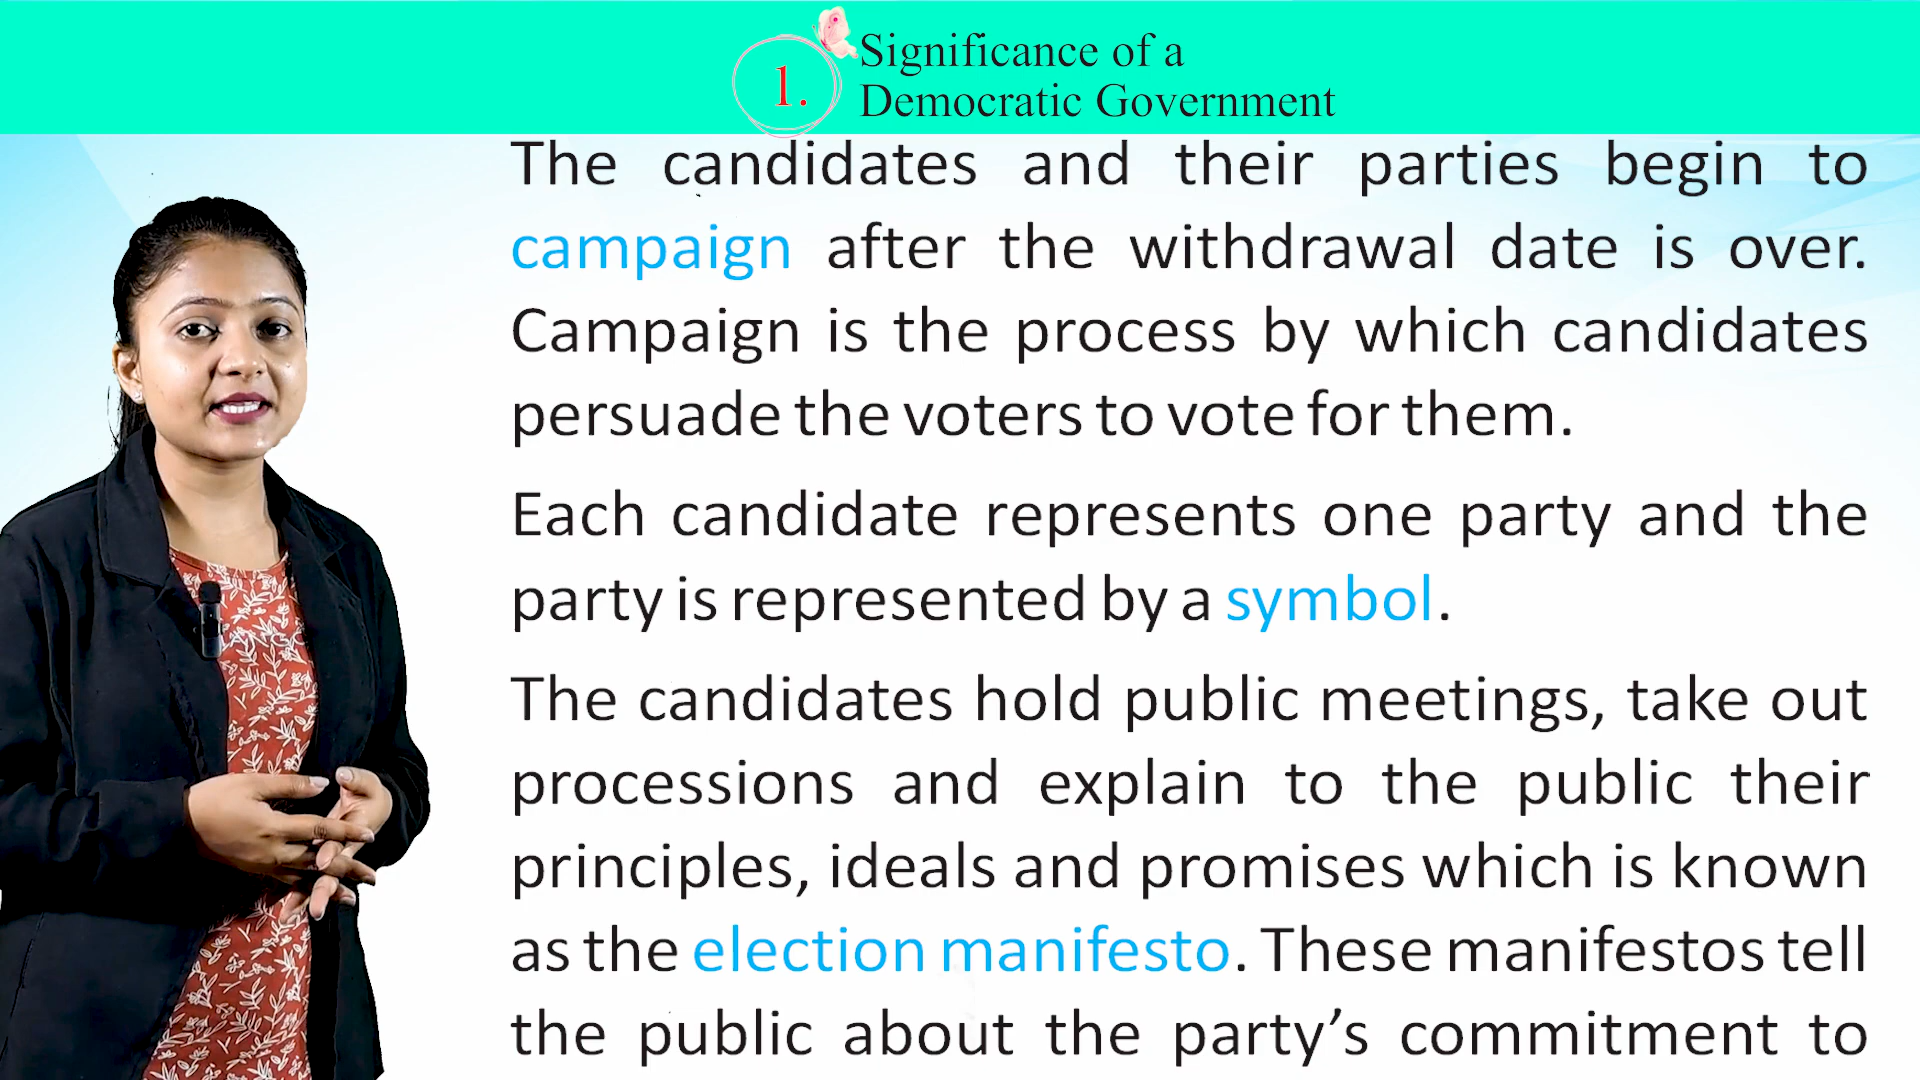 1.
Significance of a
Democratic Government
The candidates and their parties begin to
campaign after the withdrawal date is over.
Campaign is the process by which candidates
persuade the voters to vote for them.
Each candidate represents one party and the
party is represented by a symbol.
The candidates hold public meetings, take out
processions and explain to the public their
principles, ideals and promises which is known
as the election manifesto. These manifestos tell
the public about the party’s commitment to